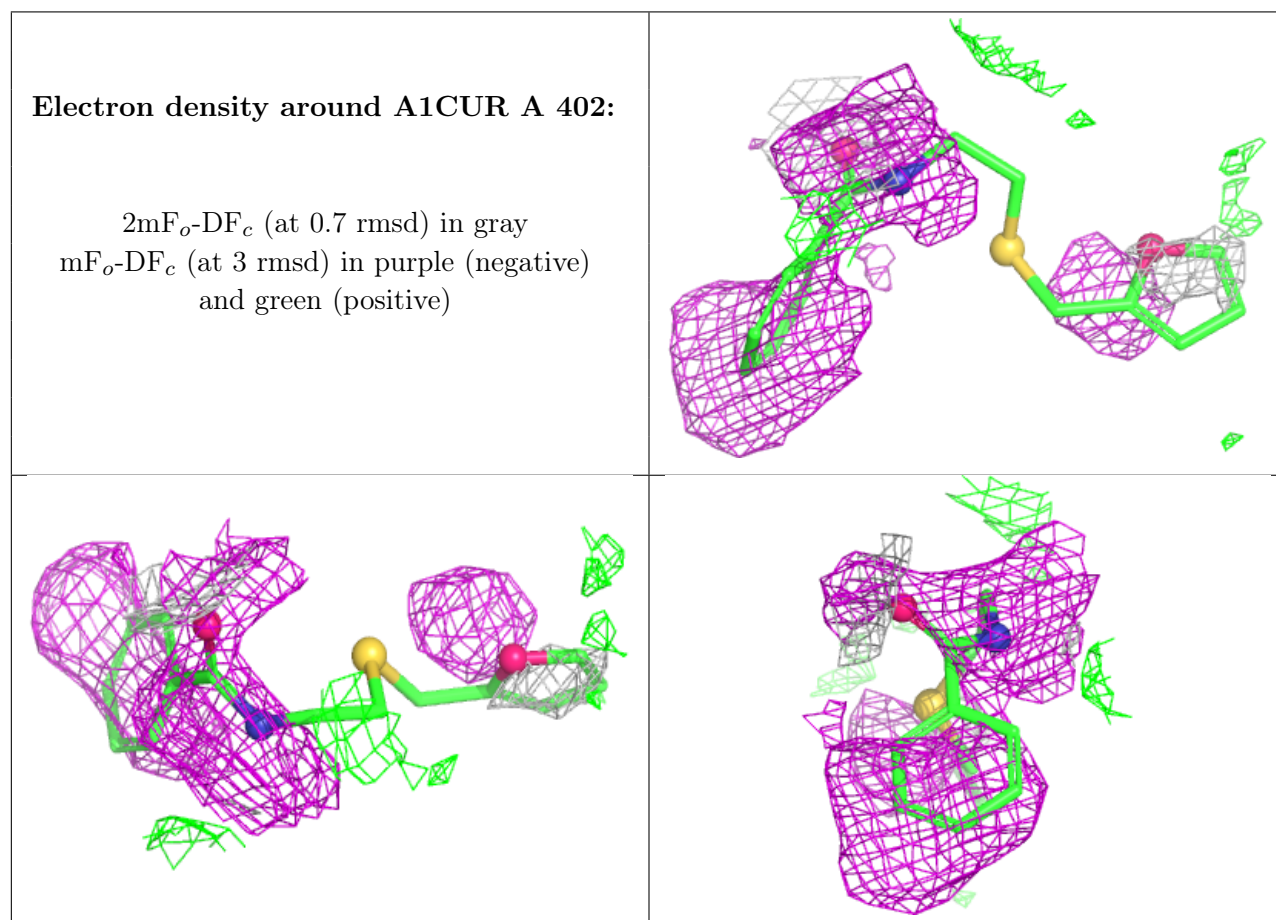 Electron density around A1CUR A 402:
2mFo-DFc (at 0.7 rmsd) in gray
mFo-DFc (at 3 rmsd) in purple (negative)
and green (positive)